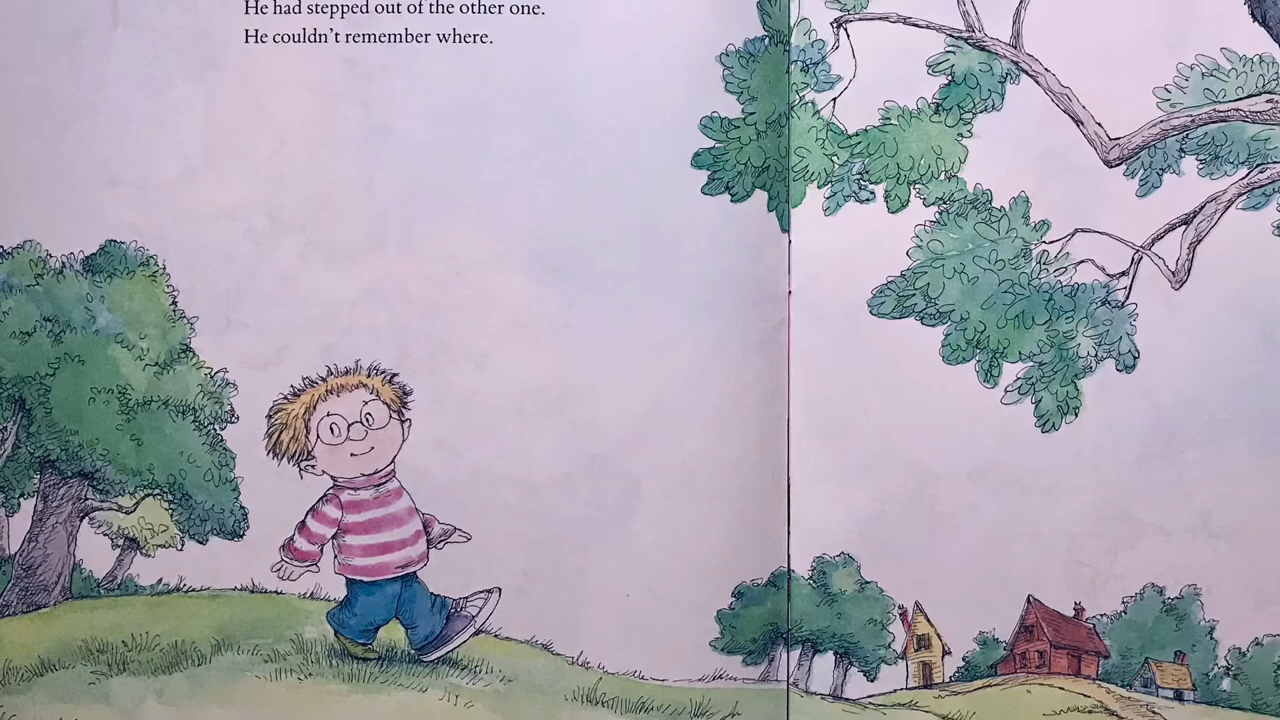 He had stepped out of the other one.
He couldn't remember where.